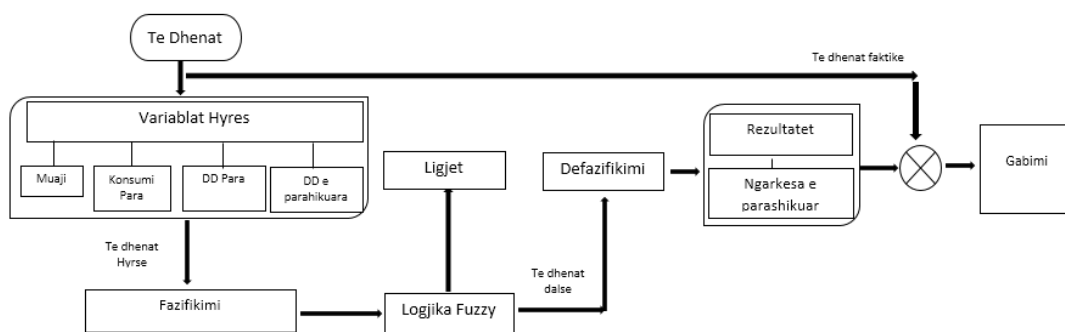 Te Dhenat
Te dhenat faktike
Variablat Hyres
Muaji
Konsumi
Para
DD Para
DD e
parahikuara
Ligjet
Defazifikimi
Rezultatet
Ngarkesa e
parashikuar
Gabimi
Te dhenat
Hyrse
Te dhenat
dalse
Fazifikimi
Logjika Fuzzy